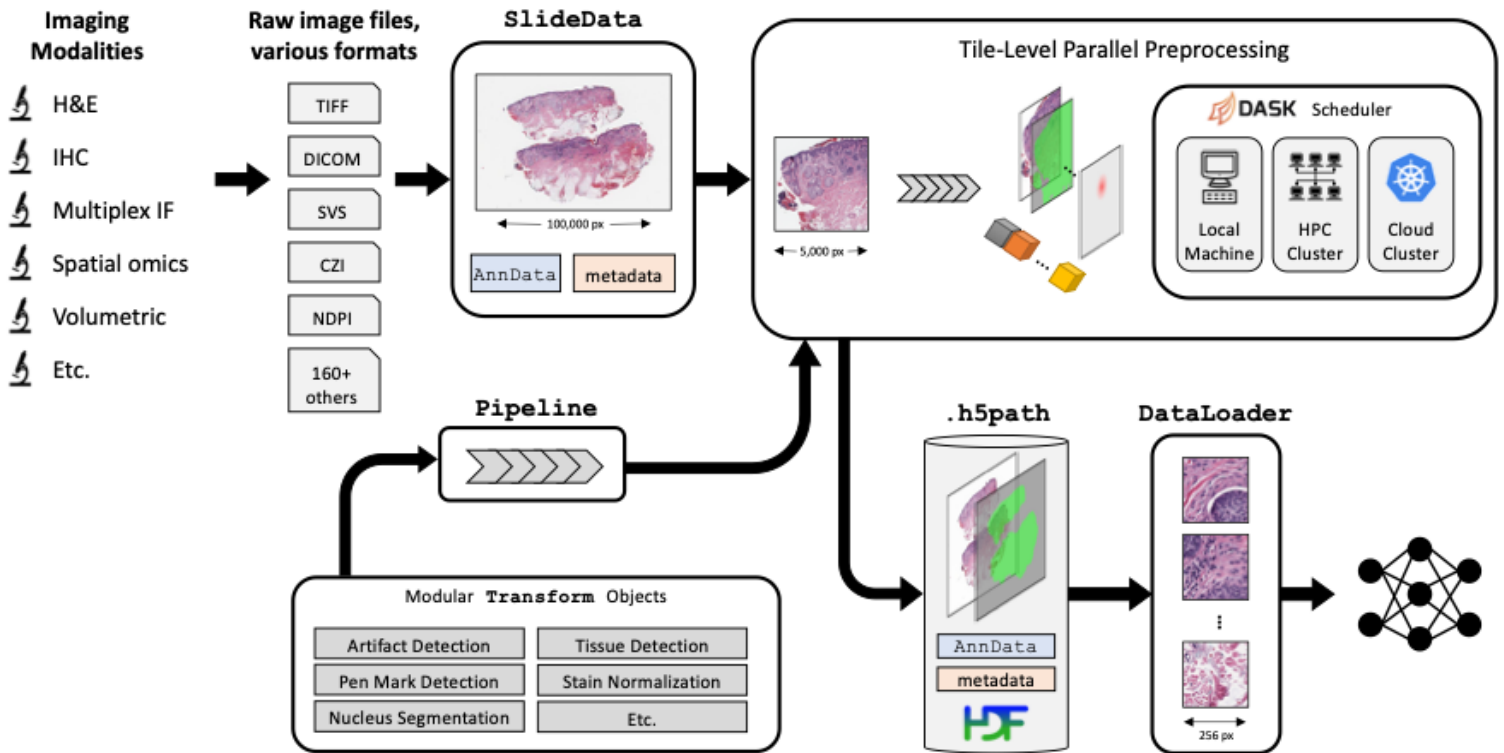 Imaging
Modalities
H&E
IHC
Multiplex IF
Spatial omics
Volumetric
Etc.
Raw image files,
various formats
TIFF
DICOM
SVS
CZI
NDPI
160+
others
SlideData
100,000 px
AnnData
metadata
Tile-Level Parallel Preprocessing
5,000 px
DASK Scheduler
Local
Machine
HPC
Cluster
Cloud
Cluster
Pipeline
Modular Transform Objects
Artifact Detection
Tissue Detection
Pen Mark Detection
Stain Normalization
Nucleus Segmentation
Etc.
.h5path
AnnData
metadata
HDF
DataLoader
256 px